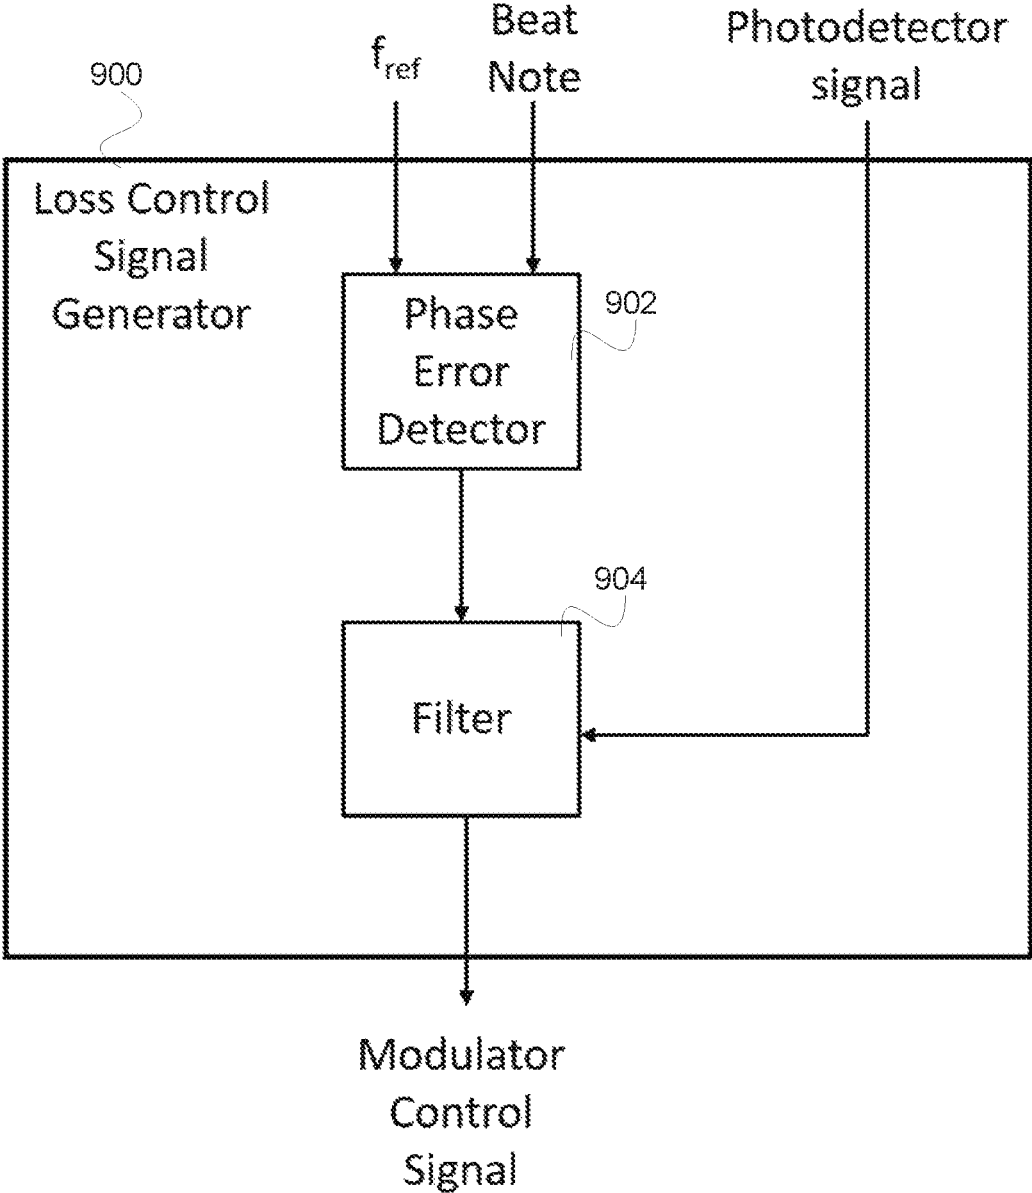 f_ref
Beat
Note
Photodetector
signal
900
Loss Control
Signal
Generator
Phase
Error
Detector
902
904
Filter
Modulator
Control
Signal